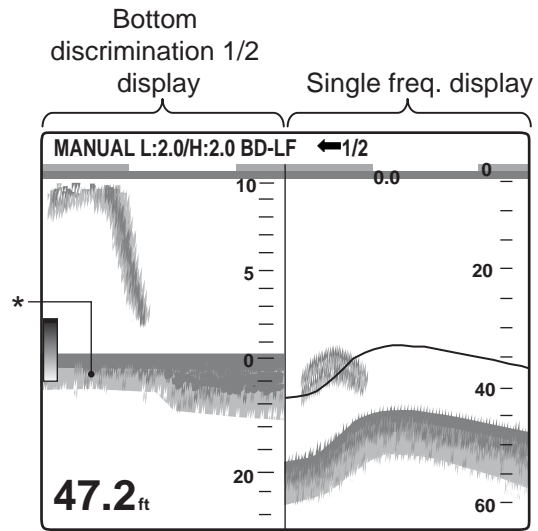 Bottom
discrimination 1/2
display
Single freq. display
MANUAL L:2.0/H:2.0 BD-LF ⬅1/2
0.0
0
10
5
0
20
20
40
60
*
47.2ft